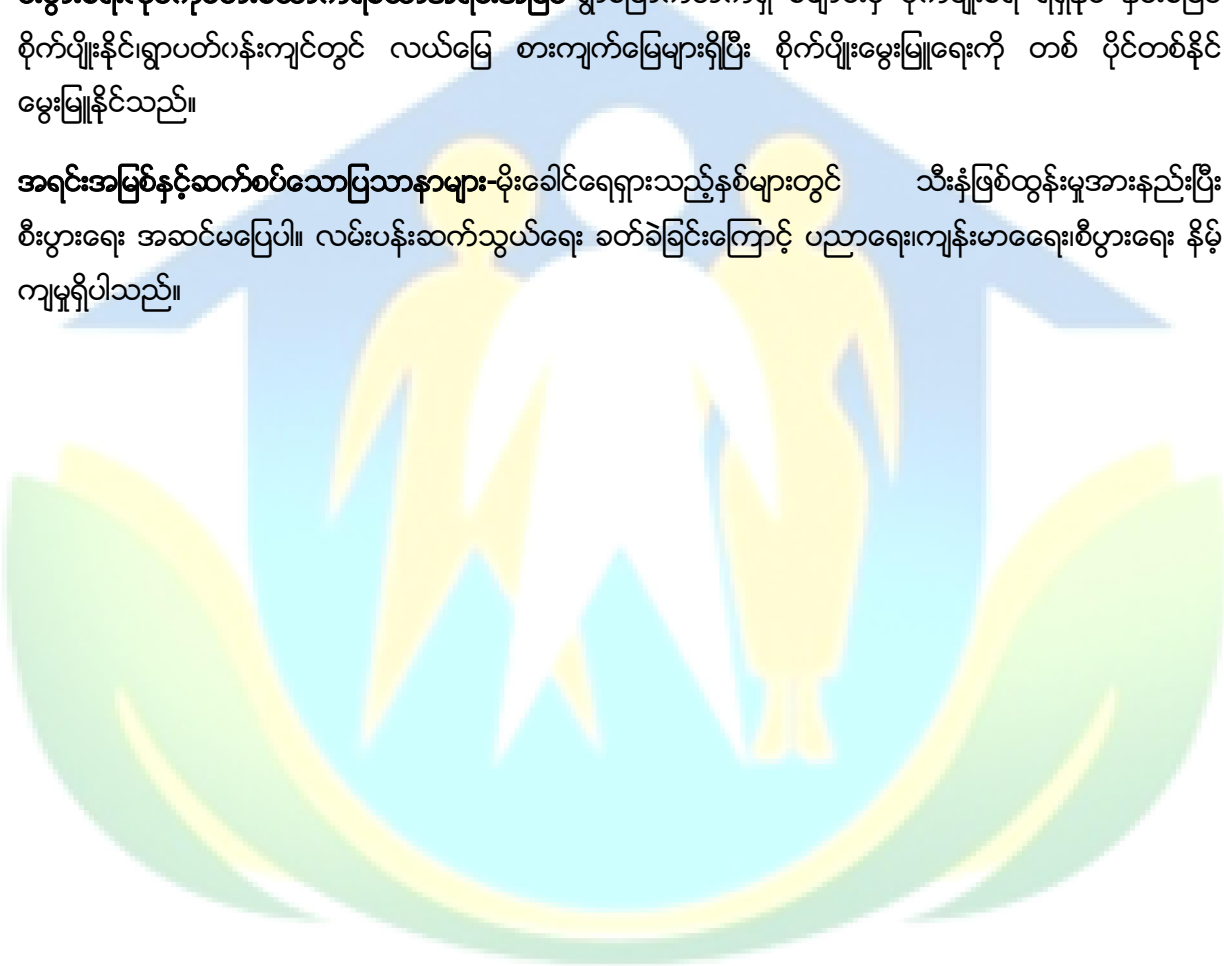 စိုက်ပျိုးနိုင်၊ရွာပတ်ဝန်းကျင်တွင် လယ်မြေ စားကျက်မြေများရှိပြီး စိုက်ပျိုးမွေးမြူရေးကို တစ် ပိုင်တစ်နိုင်
မွေးမြူနိုင်သည်။
အရင်းအမြစ်နှင့်ဆက်စပ်သောပြဿနာများ-မိုးခေါင်ရေရှားသည့်နှစ်များတွင် သီးနှံဖြစ်ထွန်းမှုအားနည်းပြီး
စီးပွားရေး အဆင်မပြေပါ။ လမ်းပန်းဆက်သွယ်ရေး ခတ်ခဲခြင်းကြောင့် ပညာရေး၊ကျန်းမာရေး၊စီပွားရေး နိမ့်
ကျမှုရှိပါသည်။